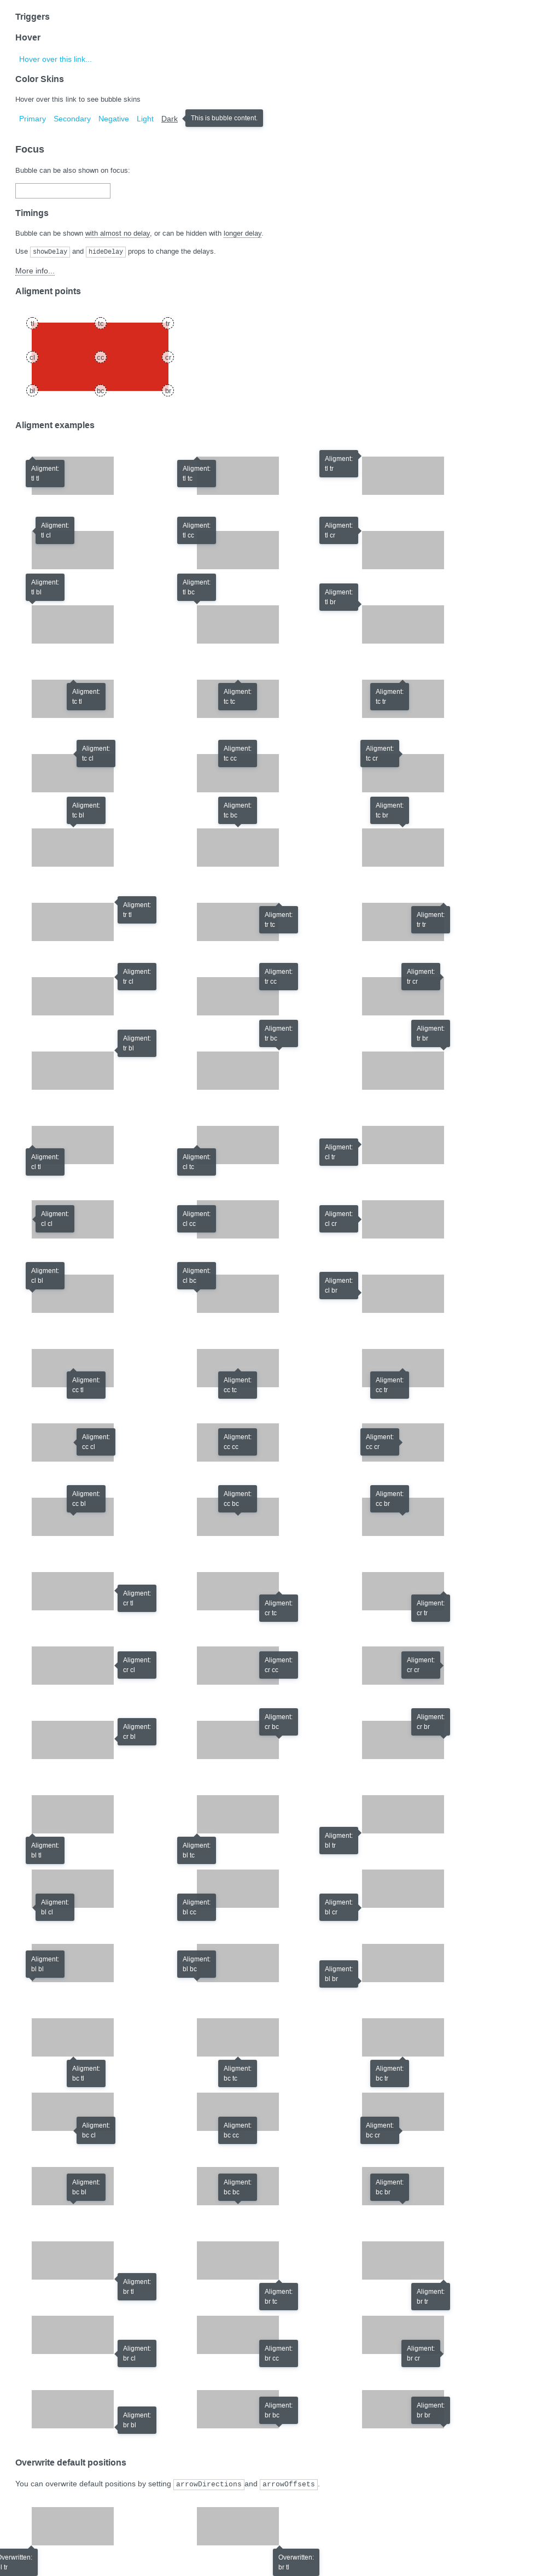 Triggers
Hover
Hover over this link...
Color Skins
Hover over this link to see bubble skins
Primary Secondary Negative Light Dark This is bubble content.
Focus
Bubble can be also shown on focus:
Timings
Bubble can be shown with almost no delay, or can be hidden with longer delay.
Use showDelay and hideDelay props to change the delays.
More info...
Aligment points
tl tc tr
cl cc cr
bl bc br
Aligment examples
Aligment: Aligment: Aligment:
tl tl tl tc tl tr
Aligment: Aligment: Aligment:
tl cl tl cc tl cr
Aligment: Aligment: Aligment:
tl bl tl bc tl br
Aligment: Aligment: Aligment:
tc tl tc tc tc tr
Aligment: Aligment: Aligment:
tc cl tc cc tc cr
Aligment: Aligment: Aligment:
tc bl tc bc tc br
Aligment: Aligment: Aligment:
tr tl tr tc tr tr
Aligment: Aligment: Aligment:
tr cl tr cc tr cr
Aligment: Aligment: Aligment:
tr bl tr bc tr br
Aligment: Aligment: Aligment:
cl tl cl tc cl tr
Aligment: Aligment: Aligment:
cl cl cl cc cl cr
Aligment: Aligment: Aligment:
cl bl cl bc cl br
Aligment: Aligment: Aligment:
cc tl cc tc cc tr
Aligment: Aligment: Aligment:
cc cl cc cc cc cr
Aligment: Aligment: Aligment:
cc bl cc bc cc br
Aligment: Aligment: Aligment:
cr tl cr tc cr tr
Aligment: Aligment: Aligment:
cr cl cr cc cr cr
Aligment: Aligment: Aligment:
cr bl cr bc cr br
Aligment: Aligment: Aligment:
bl tl bl tc bl tr
Aligment: Aligment: Aligment:
bl cl bl cc bl cr
Aligment: Aligment: Aligment:
bl bl bl bc bl br
Aligment: Aligment: Aligment:
bc tl bc tc bc tr
Aligment: Aligment: Aligment:
bc cl bc cc bc cr
Aligment: Aligment: Aligment:
bc bl bc bc bc br
Aligment: Aligment: Aligment:
br tl br tc br tr
Aligment: Aligment: Aligment:
br cl br cc br cr
Aligment: Aligment: Aligment:
br bl br bc br br
Overwrite default positions
You can overwrite default positions by setting arrowDirections and arrowOffsets.
verwritten: Overwritten:
l tr br tl